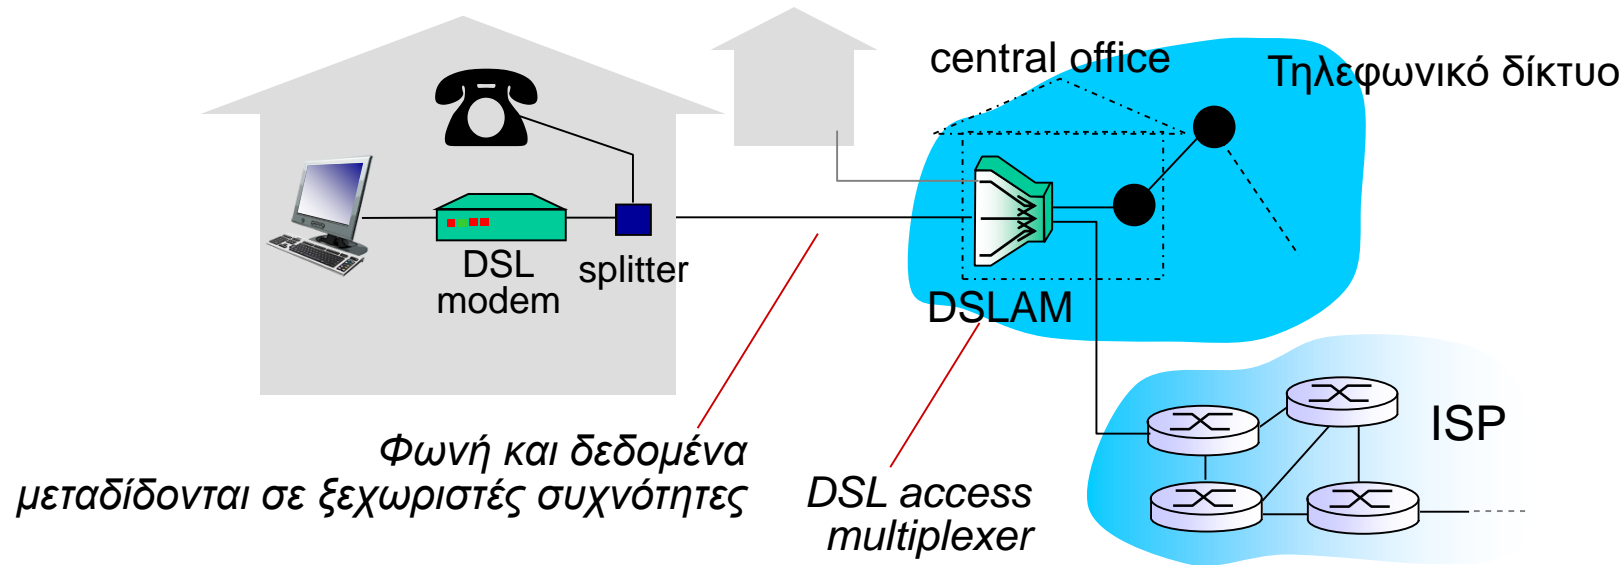 central office
Τηλεφωνικό δίκτυο
DSL
modem
splitter
DSLAM
ISP
Φωνή και δεδομένα
μεταδίδονται σε ξεχωριστές συχνότητες
DSL access
multiplexer